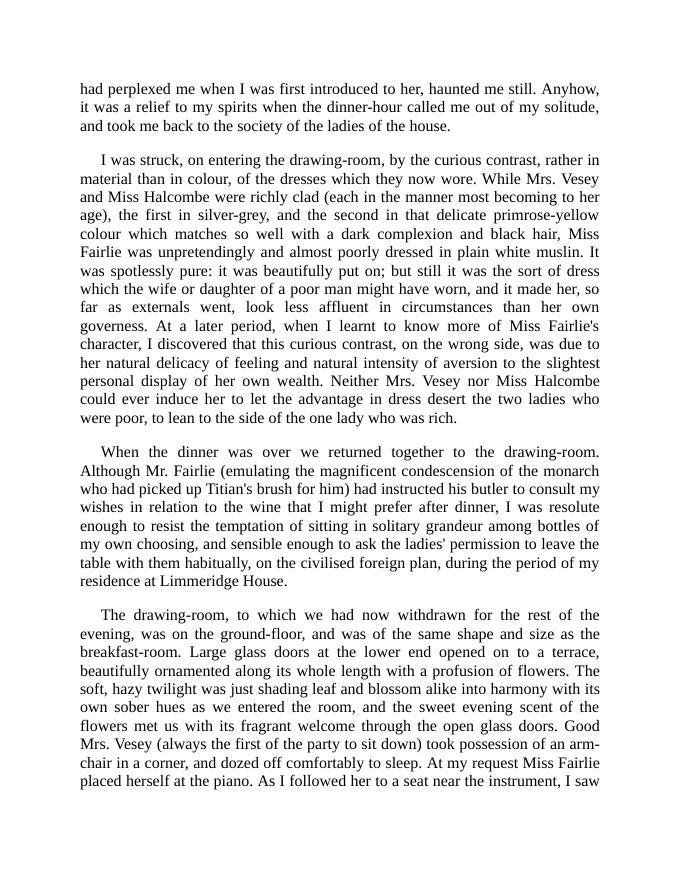 had perplexed me when I was first introduced to her, haunted me still. Anyhow,
it was a relief to my spirits when the dinner-hour called me out of my solitude,
and took me back to the society of the ladies of the house.
I was struck, on entering the drawing-room, by the curious contrast, rather in
material than in colour, of the dresses which they now wore. While Mrs. Vesey
and Miss Halcombe were richly clad (each in the manner most becoming to her
age), the first in silver-grey, and the second in that delicate primrose-yellow
colour which matches so well with a dark complexion and black hair, Miss
Fairlie was unpretendingly and almost poorly dressed in plain white muslin. It
was spotlessly pure: it was beautifully put on; but still it was the sort of dress
which the wife or daughter of a poor man might have worn, and it made her, so
far as externals went, look less affluent in circumstances than her own
governess. At a later period, when I learnt to know more of Miss Fairlie's
character, I discovered that this curious contrast, on the wrong side, was due to
her natural delicacy of feeling and natural intensity of aversion to the slightest
personal display of her own wealth. Neither Mrs. Vesey nor Miss Halcombe
could ever induce her to let the advantage in dress desert the two ladies who
were poor, to lean to the side of the one lady who was rich.
When the dinner was over we returned together to the drawing-room.
Although Mr. Fairlie (emulating the magnificent condescension of the monarch
who had picked up Titian's brush for him) had instructed his butler to consult my
wishes in relation to the wine that I might prefer after dinner, I was resolute
enough to resist the temptation of sitting in solitary grandeur among bottles of
my own choosing, and sensible enough to ask the ladies' permission to leave the
table with them habitually, on the civilised foreign plan, during the period of my
residence at Limmeridge House.
The drawing-room, to which we had now withdrawn for the rest of the
evening, was on the ground-floor, and was of the same shape and size as the
breakfast-room. Large glass doors at the lower end opened on to a terrace,
beautifully ornamented along its whole length with a profusion of flowers. The
soft, hazy twilight was just shading leaf and blossom alike into harmony with its
own sober hues as we entered the room, and the sweet evening scent of the
flowers met us with its fragrant welcome through the open glass doors. Good
Mrs. Vesey (always the first of the party to sit down) took possession of an arm-
chair in a corner, and dozed off comfortably to sleep. At my request Miss Fairlie
placed herself at the piano. As I followed her to a seat near the instrument, I saw